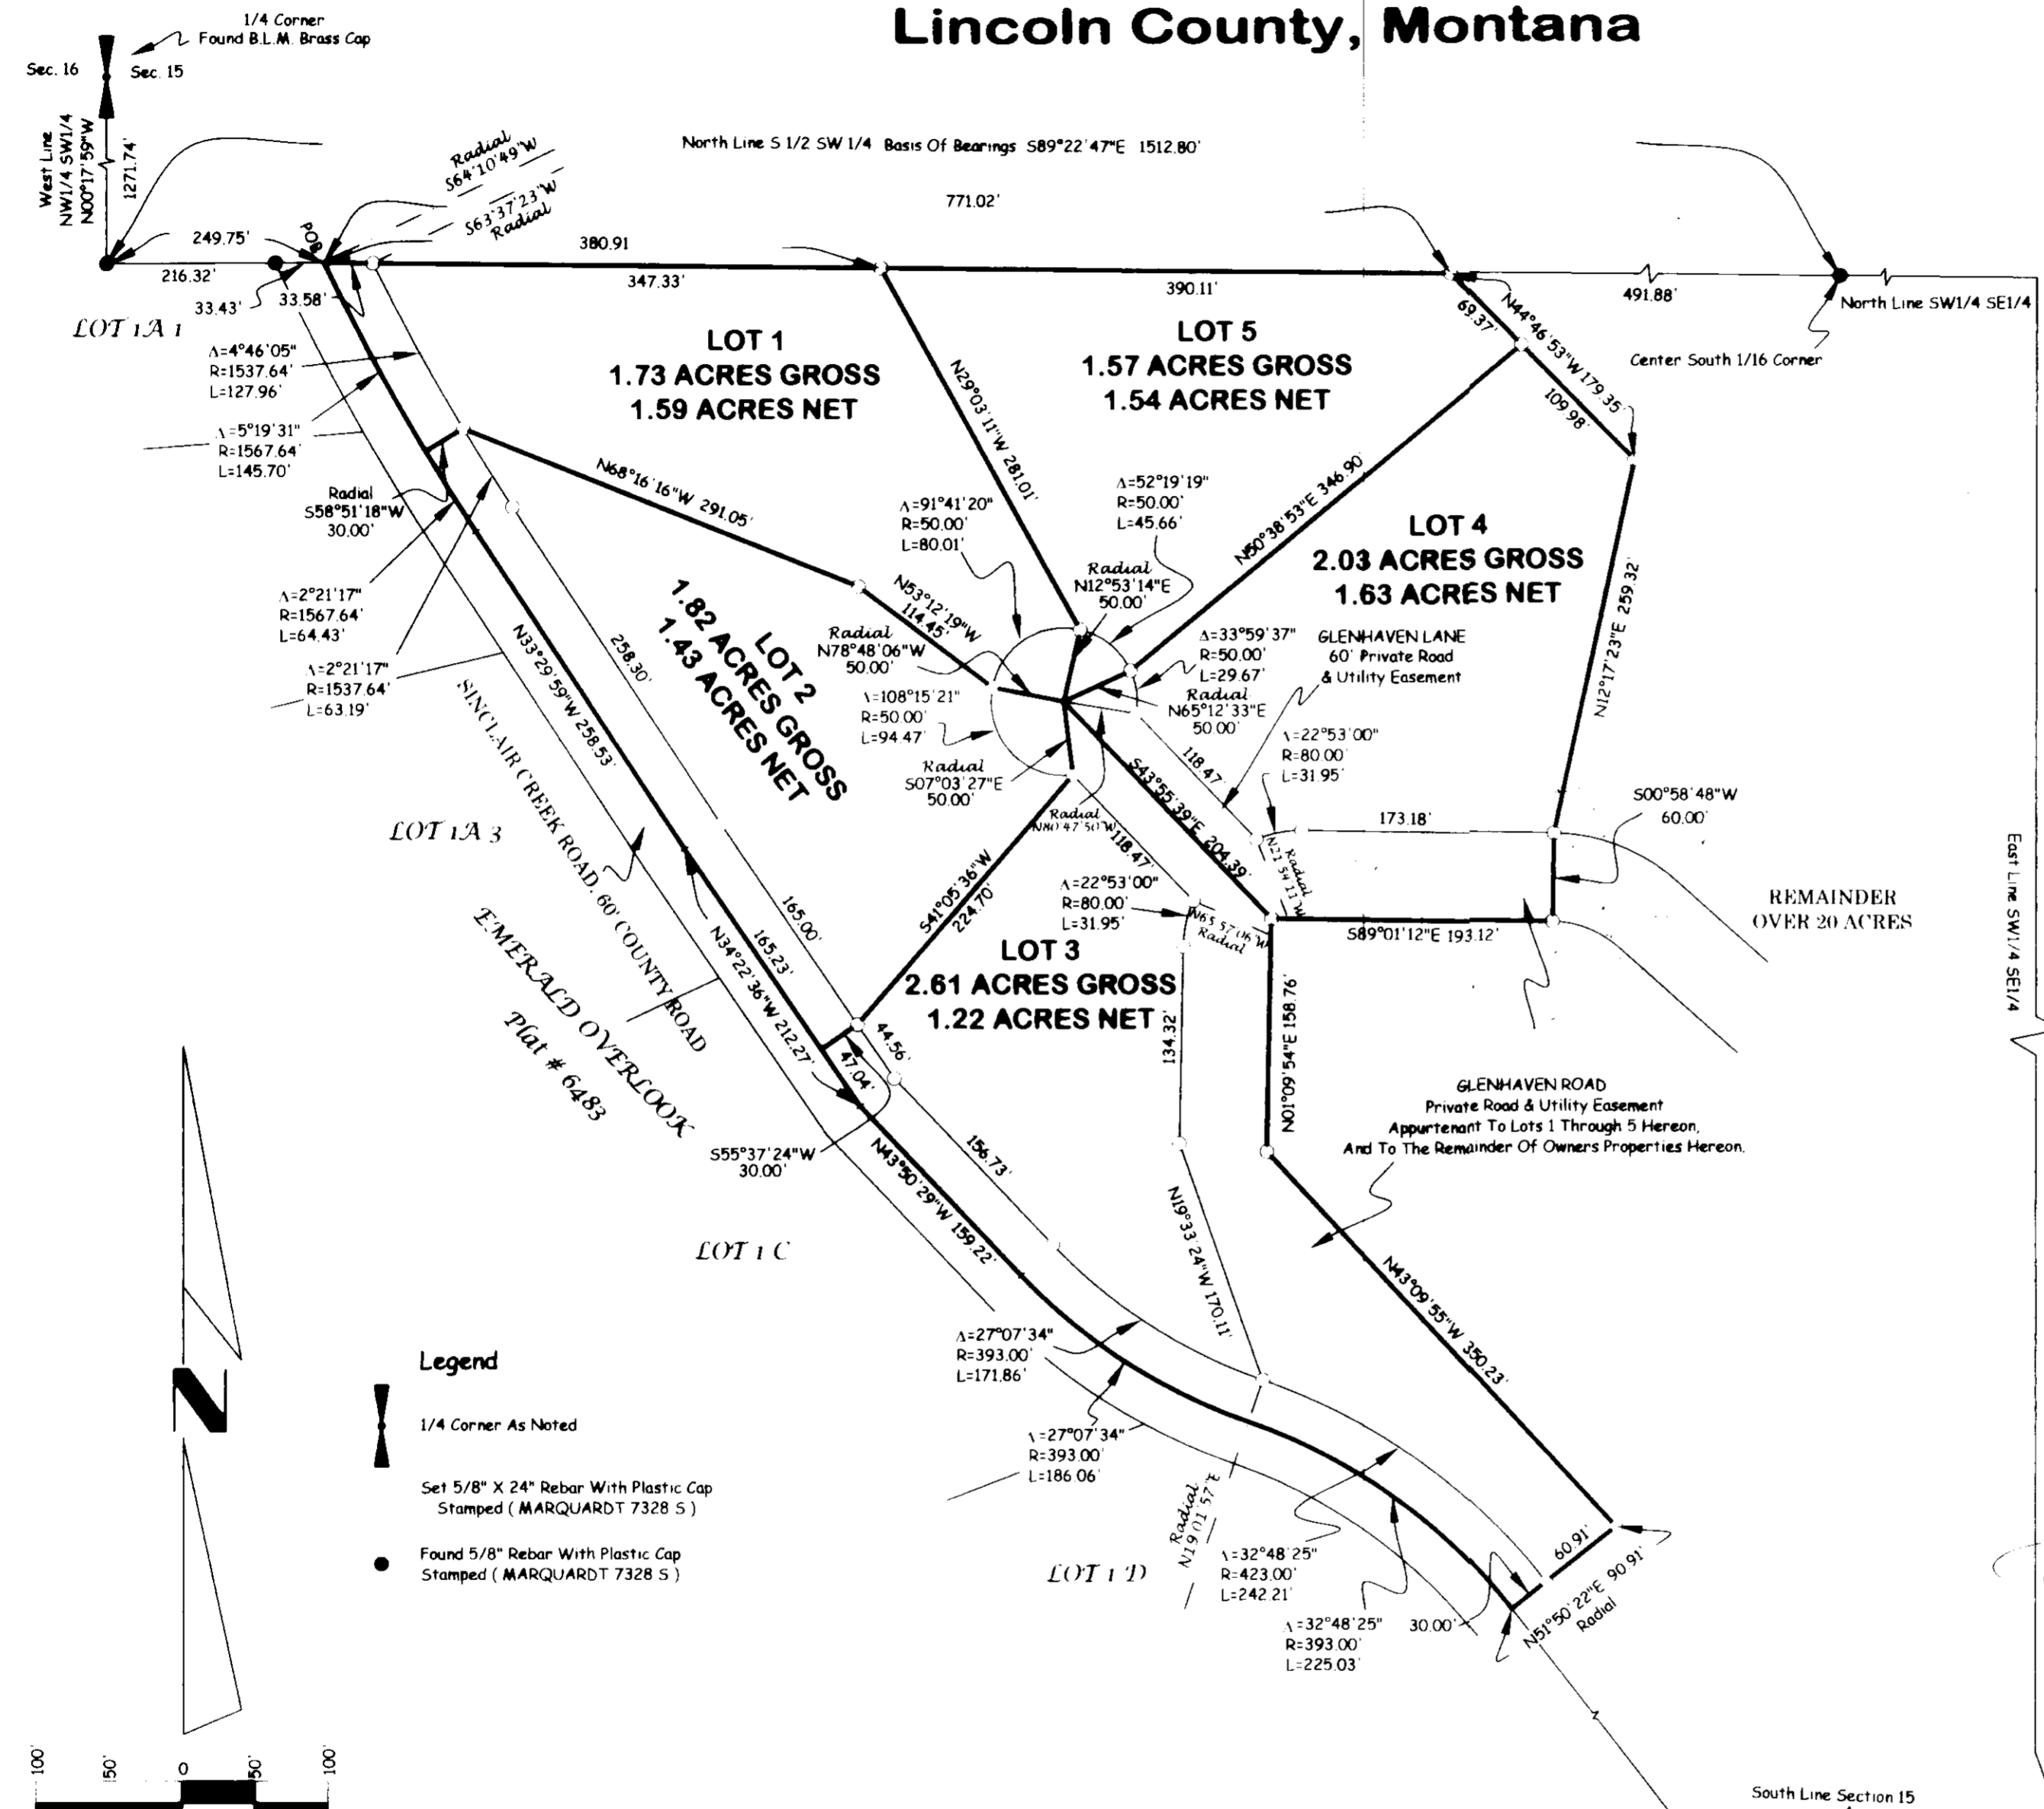 Lincoln County, Montana
1/4 Corner
Found B.L.M. Brass Cap
Sec. 16
Sec. 15
West Line
NW1/4 SW1/4
N00°17'59"W
1271.74'
North Line S 1/2 SW 1/4 Basis Of Bearings S89°22'47"E 1512.80'
771.02'
Radial
S64°10'49"W
S63°37'23"W
Radial
POB
249.75'
216.32'
33.43'
33.58'
380.91
347.33'
390.11'
491.88'
North Line SW1/4 SE1/4
Center South 1/16 Corner
N44°46'53"W 179.35'
69.37'
109.98'
LOT 1A 1
LOT 1
1.73 ACRES GROSS
1.59 ACRES NET
LOT 5
1.57 ACRES GROSS
1.54 ACRES NET
Δ=4°46'05"
R=1537.64'
L=127.96'
Δ=5°19'31"
R=1567.64'
L=145.70'
Radial
S58°51'18"W
30.00'
N68°16'16"W 291.05'
N29°03'11"W 281.01'
Δ=91°41'20"
R=50.00'
L=80.01'
Δ=52°19'19"
R=50.00'
L=45.66'
N50°38'53"E 346.90'
LOT 4
2.03 ACRES GROSS
1.63 ACRES NET
N12°17'23"E 259.32'
Radial
N12°53'14"E
50.00'
N53°12'19"W
114.45'
Radial
N78°48'06"W
50.00'
Δ=33°59'37"
R=50.00'
L=29.67'
GLENHAVEN LANE
60' Private Road
& Utility Easement
Radial
N65°12'33"E
50.00'
Δ=2°21'17"
R=1567.64'
L=64.43'
Δ=2°21'17"
R=1537.64'
L=63.19'
258.30'
N33°29'59"W 258.53'
LOT 2
1.82 ACRES GROSS
1.43 ACRES NET
Δ=108°15'21"
R=50.00'
L=94.47'
Radial
S07°03'27"E
50.00'
Radial
N80°47'50"W
118.47'
118.47'
S43°55'39"E 204.39'
Δ=22°53'00"
R=80.00'
L=31.95'
173.18'
S00°58'48"W
60.00'
Radial
N21°54'11"W
SINCLAIR CREEK ROAD, 60' COUNTY ROAD
LOT 1A 3
EMERALD OVERLOOK
Plat # 6483
165.00'
165.23'
N34°22'36"W 212.27'
S41°05'36"W
224.70'
Δ=22°53'00"
R=80.00'
L=31.95'
N65°57'06"W
Radial
S89°01'12"E 193.12'
REMAINDER
OVER 20 ACRES
East Line SW1/4 SE1/4
LOT 3
2.61 ACRES GROSS
1.22 ACRES NET
44.56'
47.04'
134.32'
N01°09'54"E 158.76'
GLENHAVEN ROAD
Private Road & Utility Easement
Appurtenant To Lots 1 Through 5 Hereon,
And To The Remainder Of Owners Properties Hereon.
S55°37'24"W
30.00'
156.73'
N43°50'29"W 159.22'
N19°33'24"W 170.11'
N43°09'55"W 350.23'
LOT 1 C
Δ=27°07'34"
R=393.00'
L=171.86'
Δ=27°07'34"
R=393.00'
L=186.06'
Radial
N19°01'57"E
LOT 1 D
Δ=32°48'25"
R=423.00'
L=242.21'
Δ=32°48'25"
R=393.00'
L=225.03'
30.00'
60.91'
N51°50'22"E 90.91'
Radial
N
Legend
1/4 Corner As Noted
Set 5/8" X 24" Rebar With Plastic Cap
Stamped ( MARQUARDT 7328 S )
Found 5/8" Rebar With Plastic Cap
Stamped ( MARQUARDT 7328 S )
100' 50' 0 50' 100'
South Line Section 15